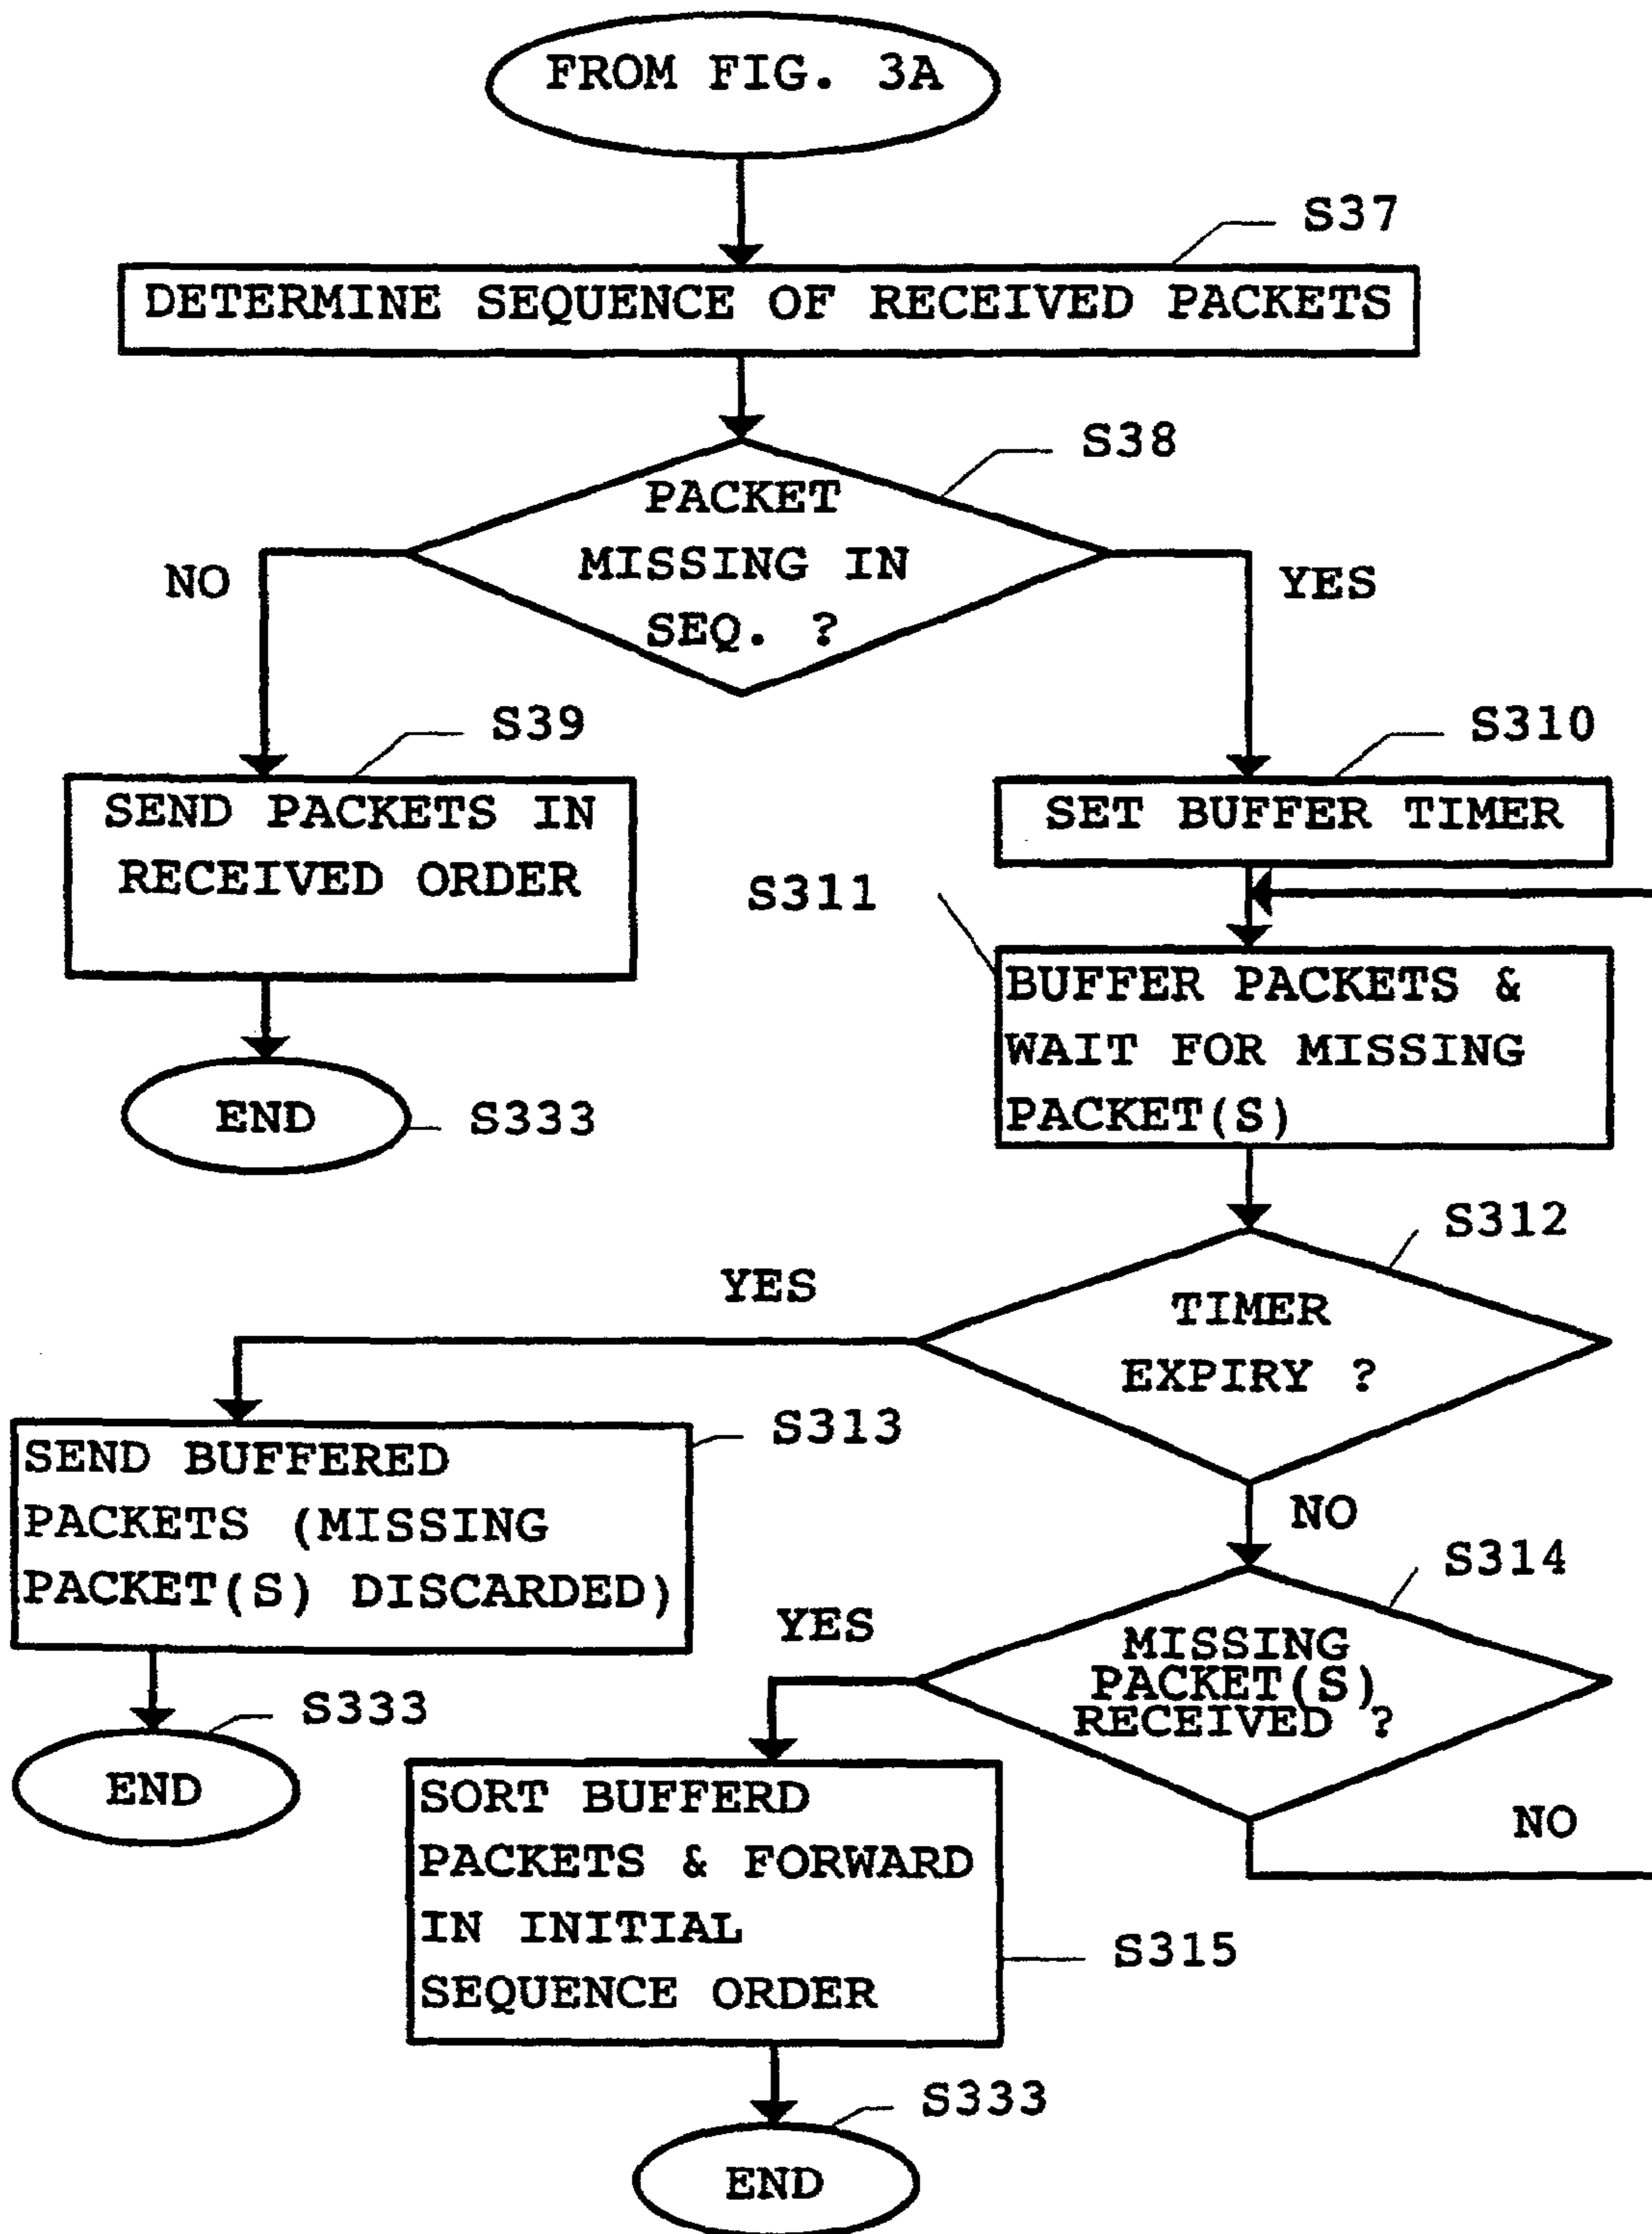 FROM FIG. 3A
S37
DETERMINE SEQUENCE OF RECEIVED PACKETS
S38
PACKET
MISSING IN
SEQ. ?
NO
YES
S39
SEND PACKETS IN
RECEIVED ORDER
S310
SET BUFFER TIMER
S311
BUFFER PACKETS &
WAIT FOR MISSING
PACKET(S)
END
S333
S312
TIMER
EXPIRY ?
YES
NO
S313
SEND BUFFERED
PACKETS (MISSING
PACKET(S) DISCARDED)
S333
END
S314
MISSING
PACKET(S)
RECEIVED ?
YES
NO
SORT BUFFERD
PACKETS & FORWARD
IN INITIAL
SEQUENCE ORDER
S315
S333
END